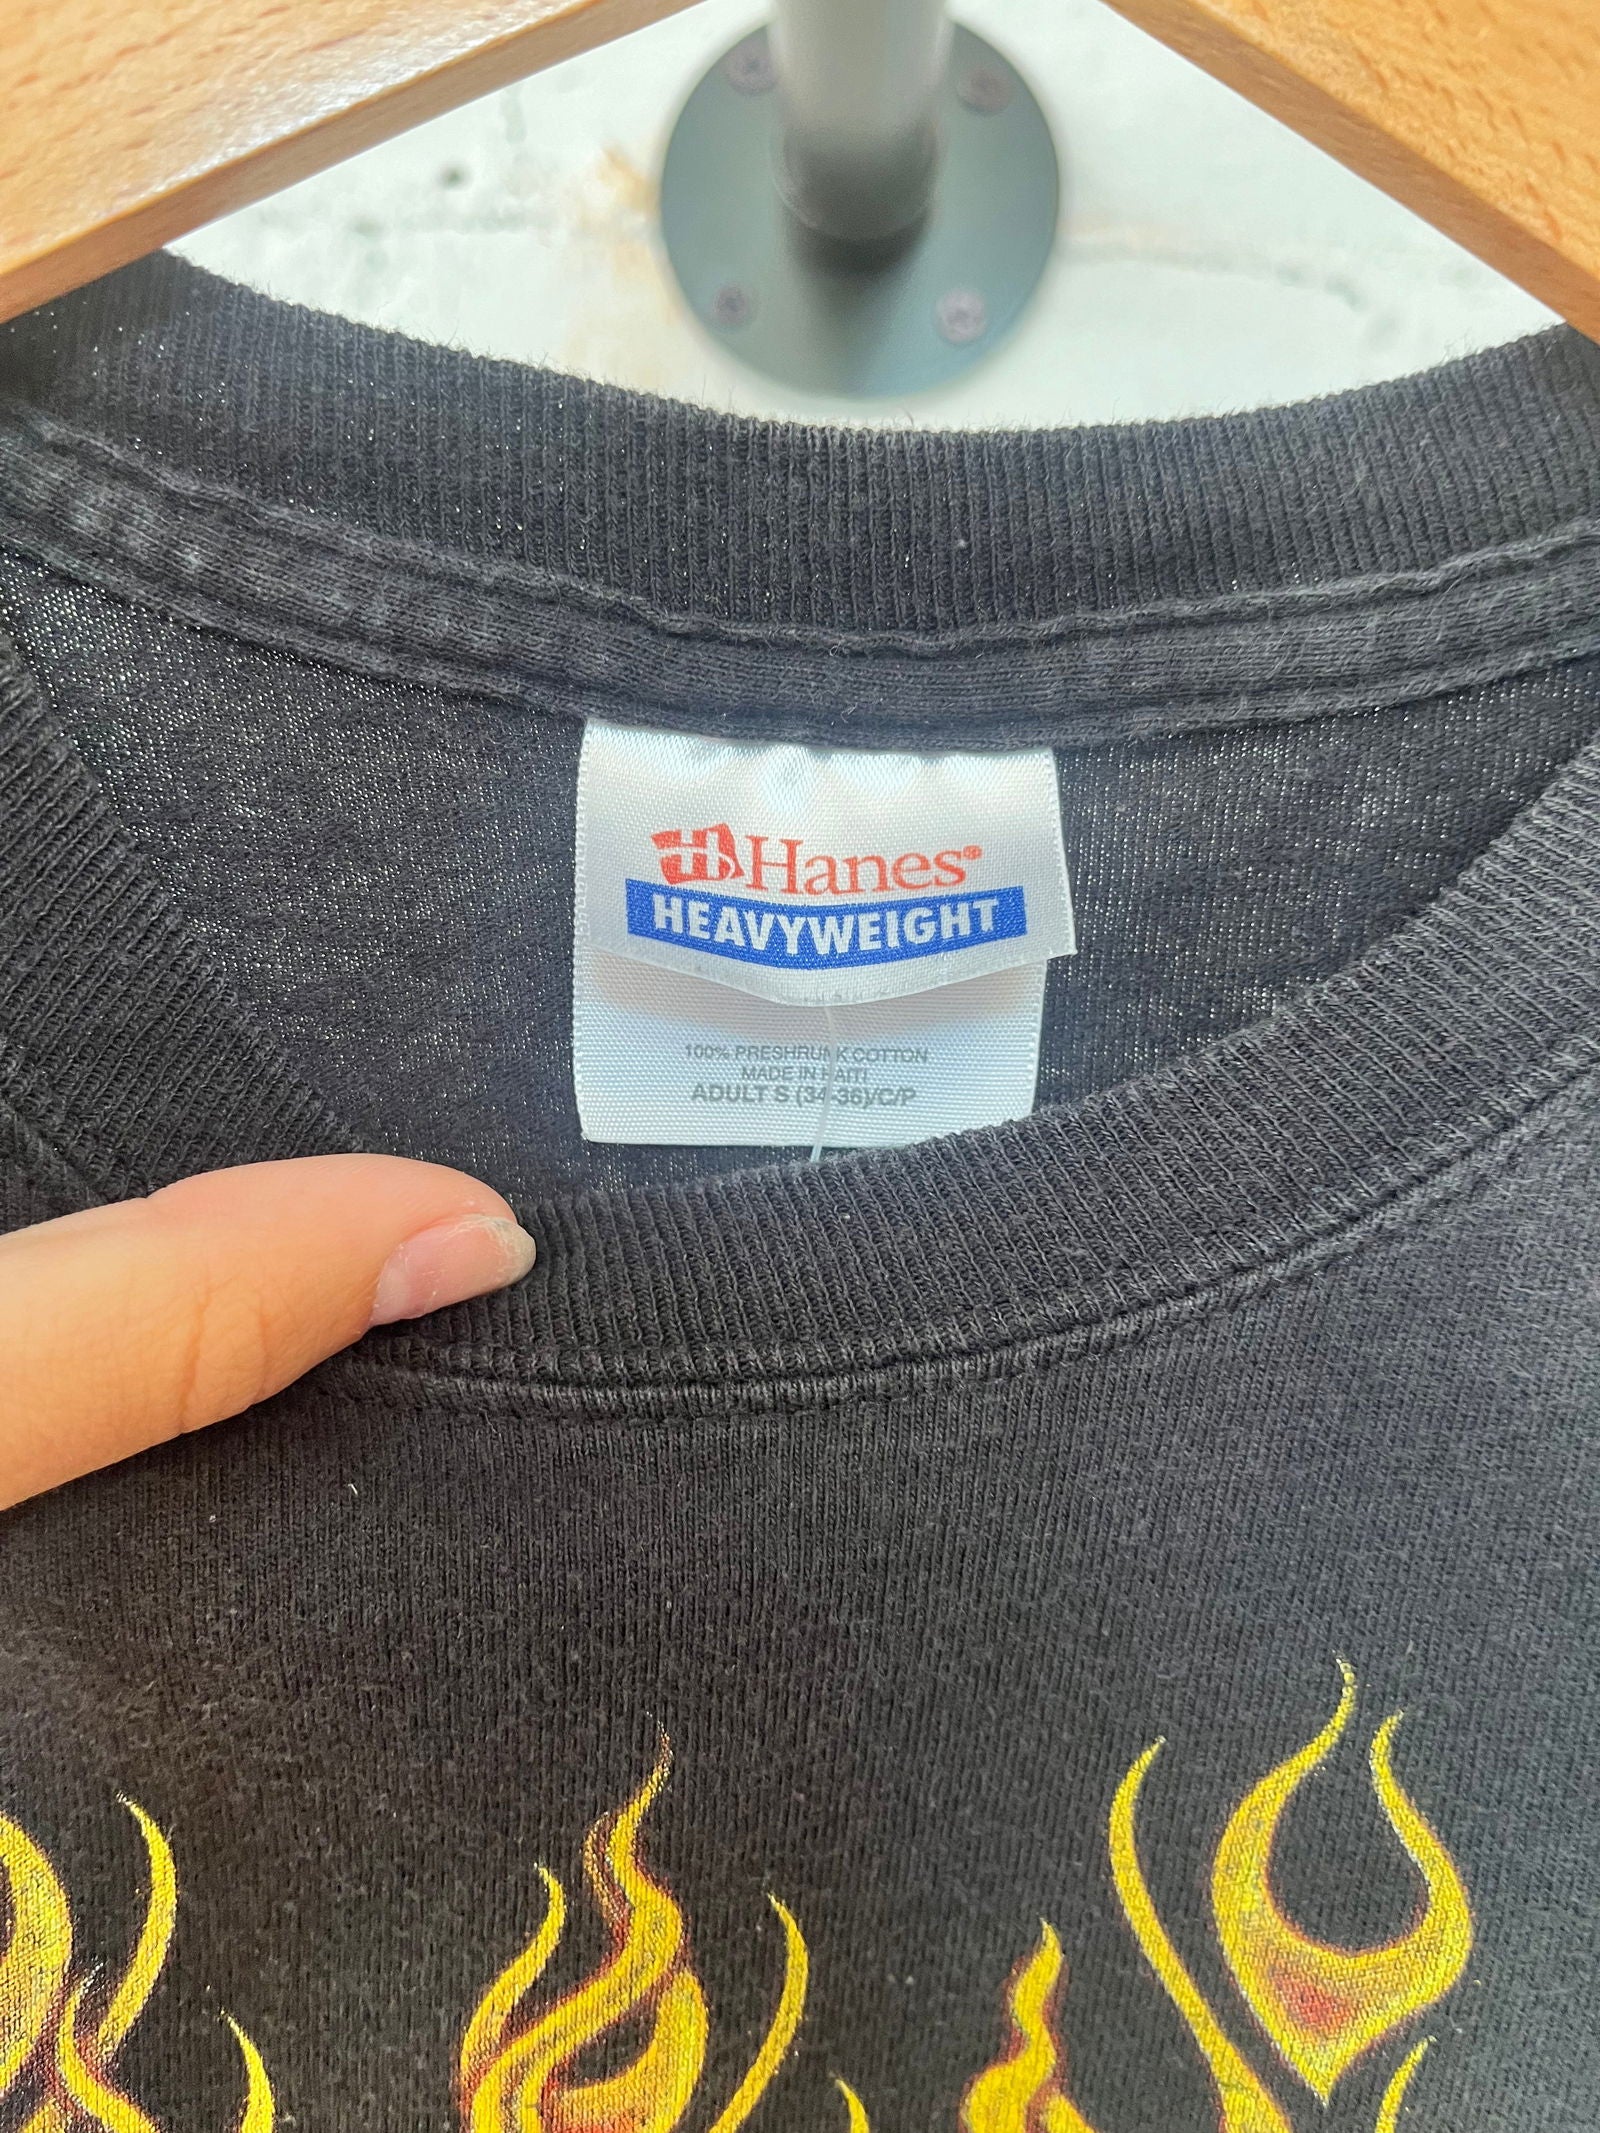 H Hanes®
HEAVYWEIGHT
100% PRESHRUNK COTTON
MADE IN HAITI
ADULT S (34-36)/C/P